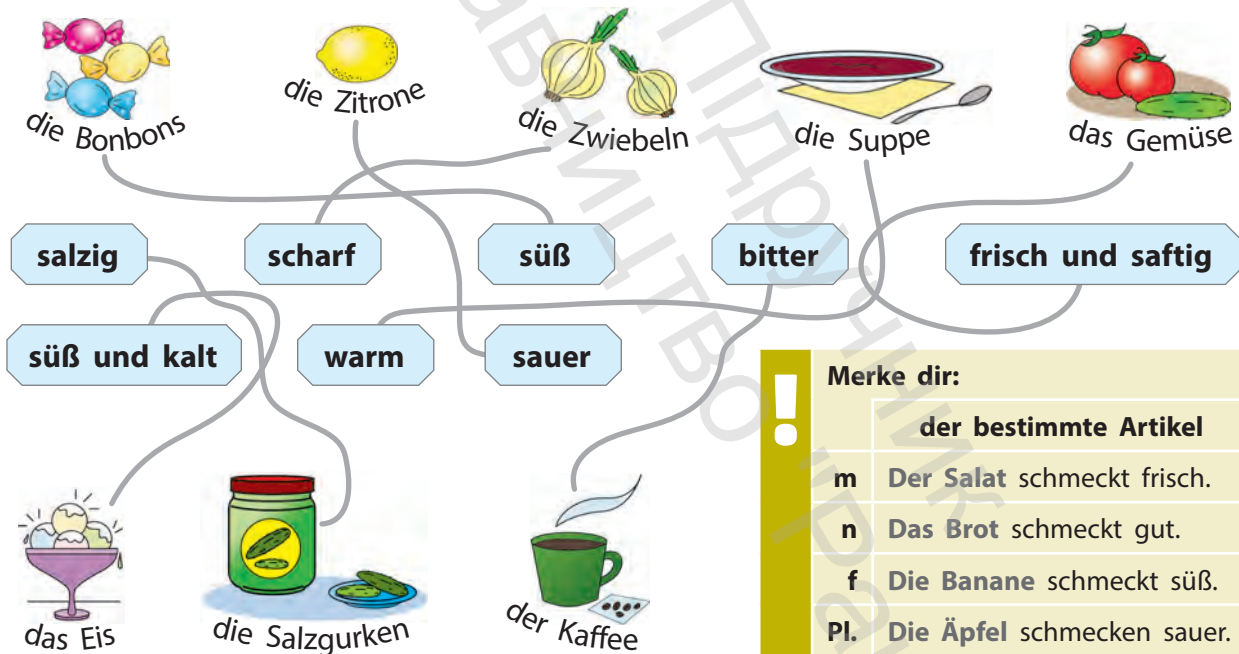 die Bonbons
die Zitrone
die Zwiebeln
die Suppe
das Gemüse
salzig
scharf
süß
bitter
frisch und saftig
süß und kalt
warm
sauer
das Eis
die Salzgurken
der Kaffee
!
Merke dir:
der bestimmte Artikel
m Der Salat schmeckt frisch.
n Das Brot schmeckt gut.
f Die Banane schmeckt süß.
Pl. Die Äpfel schmecken sauer.